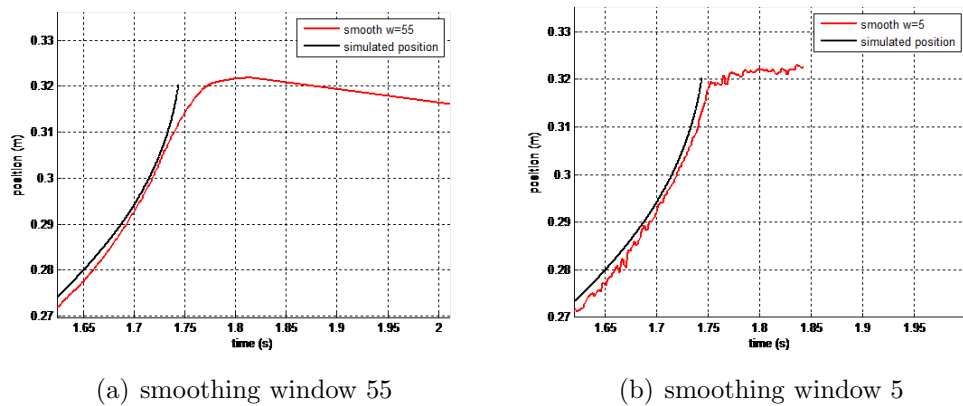 0.33
0.32
0.31
0.3
0.29
0.28
0.27
position (m)
1.65
1.7
1.75
1.8
1.85
1.9
1.95
2
time (s)
smooth w=55
simulated position
(a) smoothing window 55
0.33
0.32
0.31
0.3
0.29
0.28
0.27
position (m)
1.65
1.7
1.75
1.8
1.85
1.9
1.95
time (s)
smooth w=5
simulated position
(b) smoothing window 5